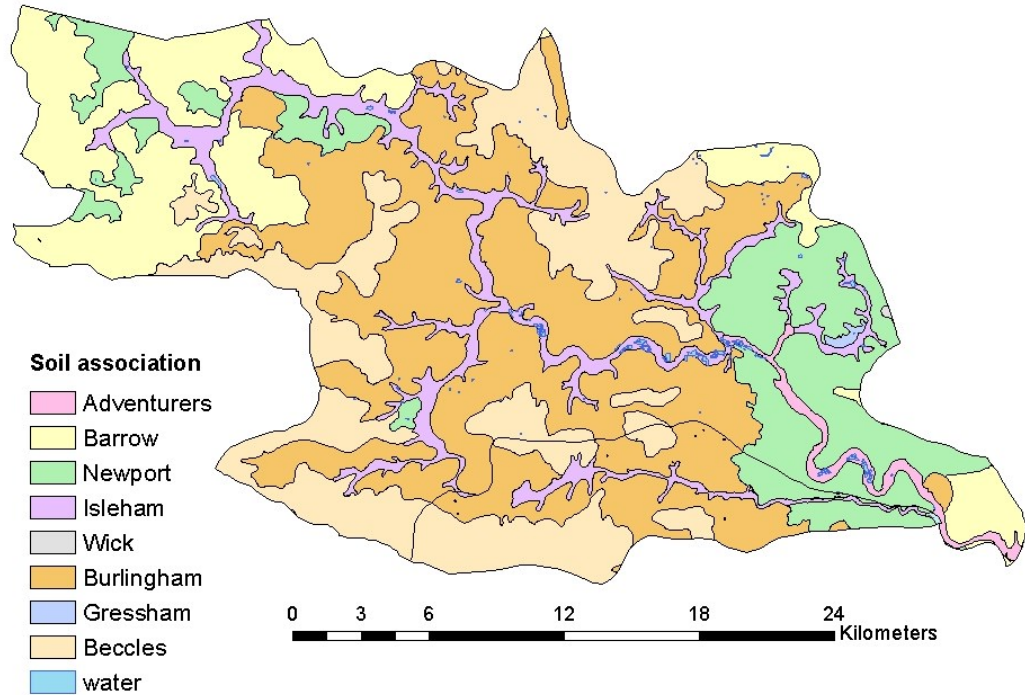 Soil association
Adventurers
Barrow
Newport
Isleham
Wick
Burlingham
Gressham
Beccles
water
0 3 6 12 18 24
Kilometers